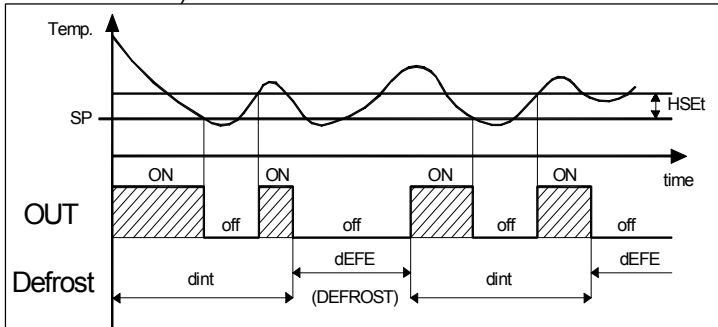 Temp.
HSEt
SP
time
ON ON ON ON
OUT
off off off off
Defrost
dint dEFE dint dEFE
(DEFROST)